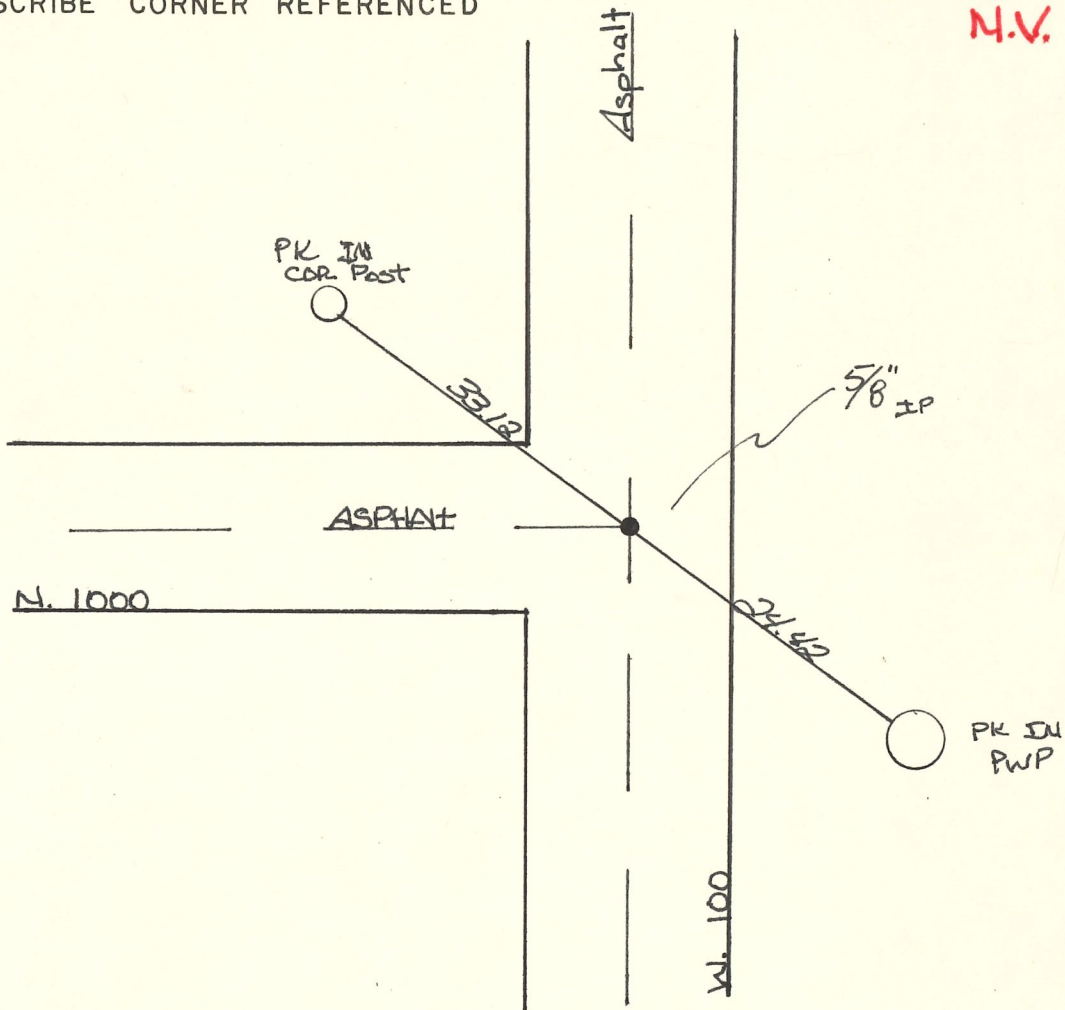 SCRIBE CORNER REFERENCED
N.V.
Asphalt
PK IN
COR. Post
33.12
5/8" IP
ASPHAlt
N. 1000
24.42
PK IN
PWP
W. 100